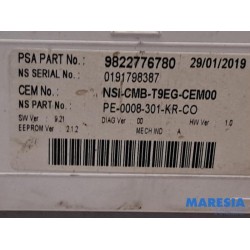 PSA PART No : 9822776780 29/01/2019
NS SERIAL No : 0191798387
CEM No : NSI-CMB-T9EG-CEM00
NS PART No : PE-0008-301-KR-CO
SW Ver : 9.21 DIAG Ver : 00 HW Ver : 1.0
EEPROM Ver : 2.1.2 MECH IND : A
MARESIA